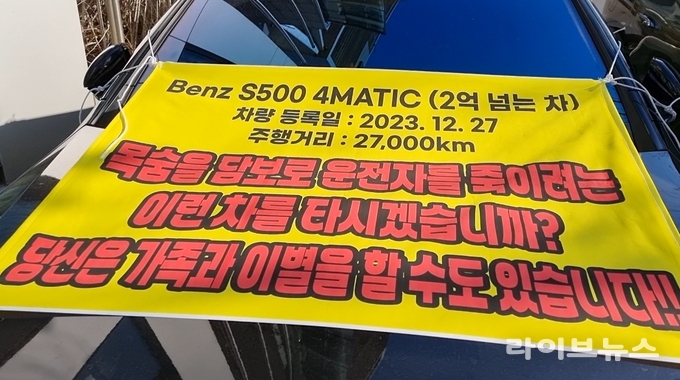 Benz S500 4MATIC (2억 넘는 차)
차량 등록일 : 2023. 12. 27
주행거리 : 27,000km
목숨을 담보로 운전자를 죽이려는
이런 차를 타시겠습니까?
당신은 가족과 이별을 할 수도 있습니다!!
라이브뉴스